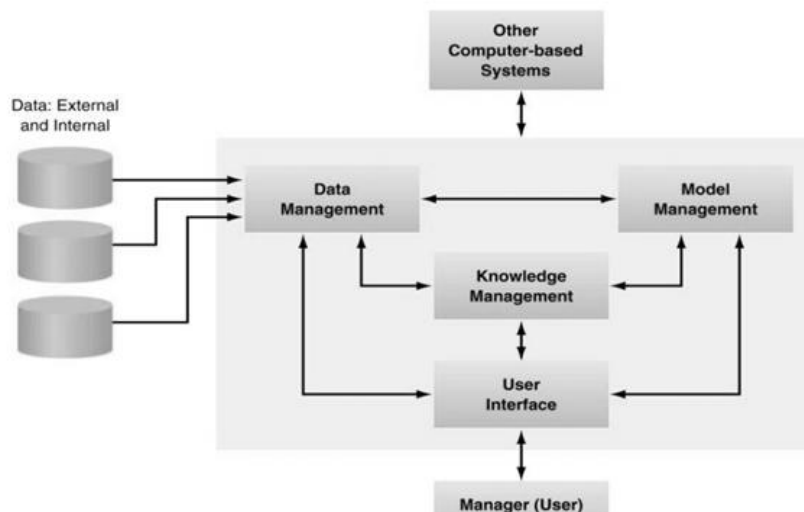 Other
Computer-based
Systems
Data: External
and Internal
Data
Management
Model
Management
Knowledge
Management
User
Interface
Manager (User)